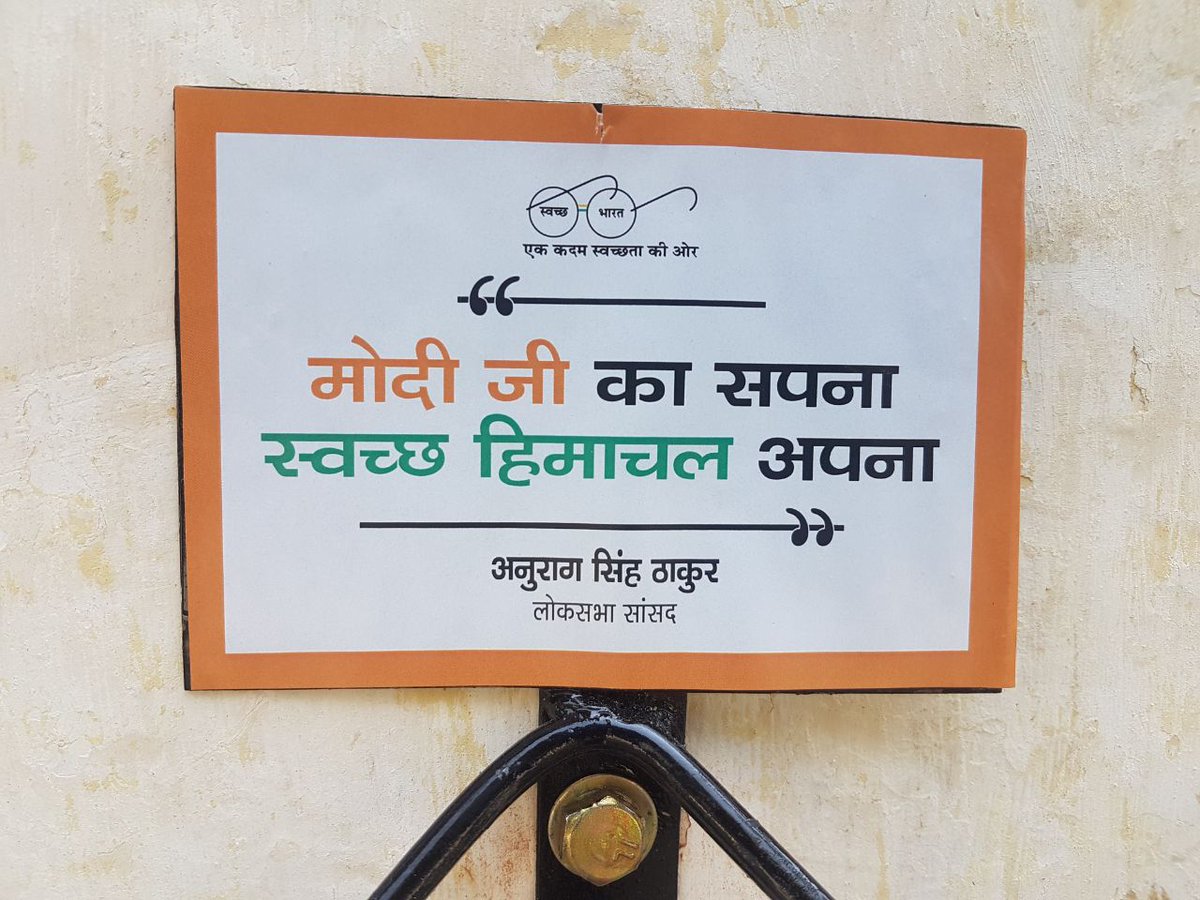 स्वच्छ भारत
एक कदम स्वच्छता की ओर
“
मोदी जी का सपना
स्वच्छ हिमाचल अपना
”
अनुराग सिंह ठाकुर
लोकसभा सांसद